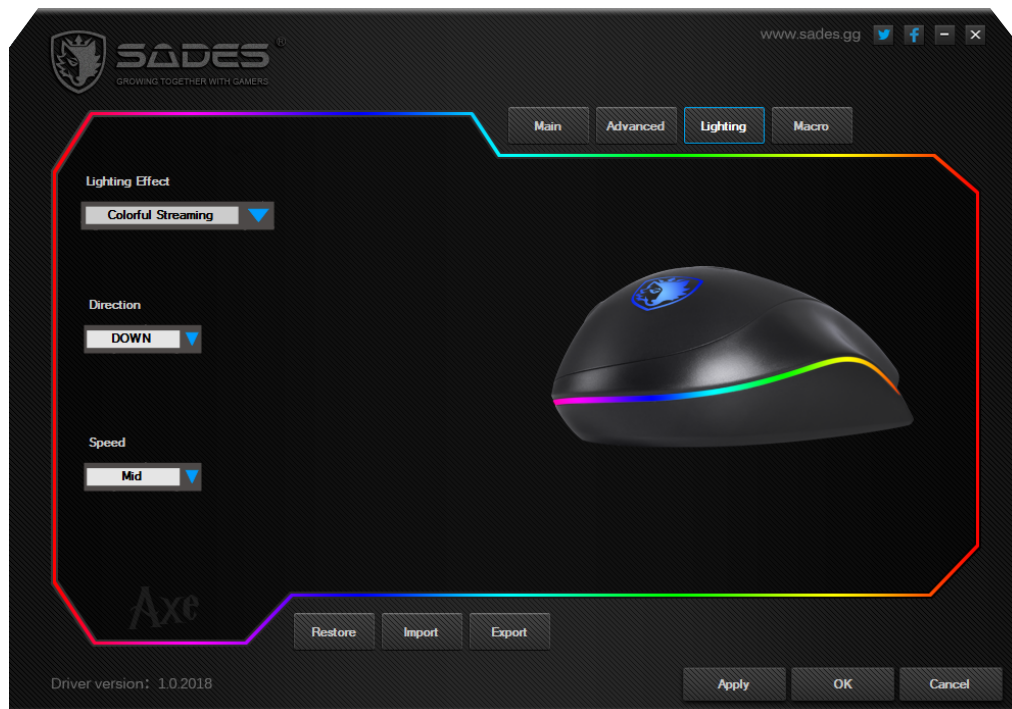 SADES ®
GROWING TOGETHER WITH GAMERS
www.sades.gg
Main Advanced Lighting Macro
Lighting Effect
Colorful Streaming
Direction
DOWN
Speed
Mid
Axe
Restore Import Export
Driver version: 1.0.2018
Apply OK Cancel